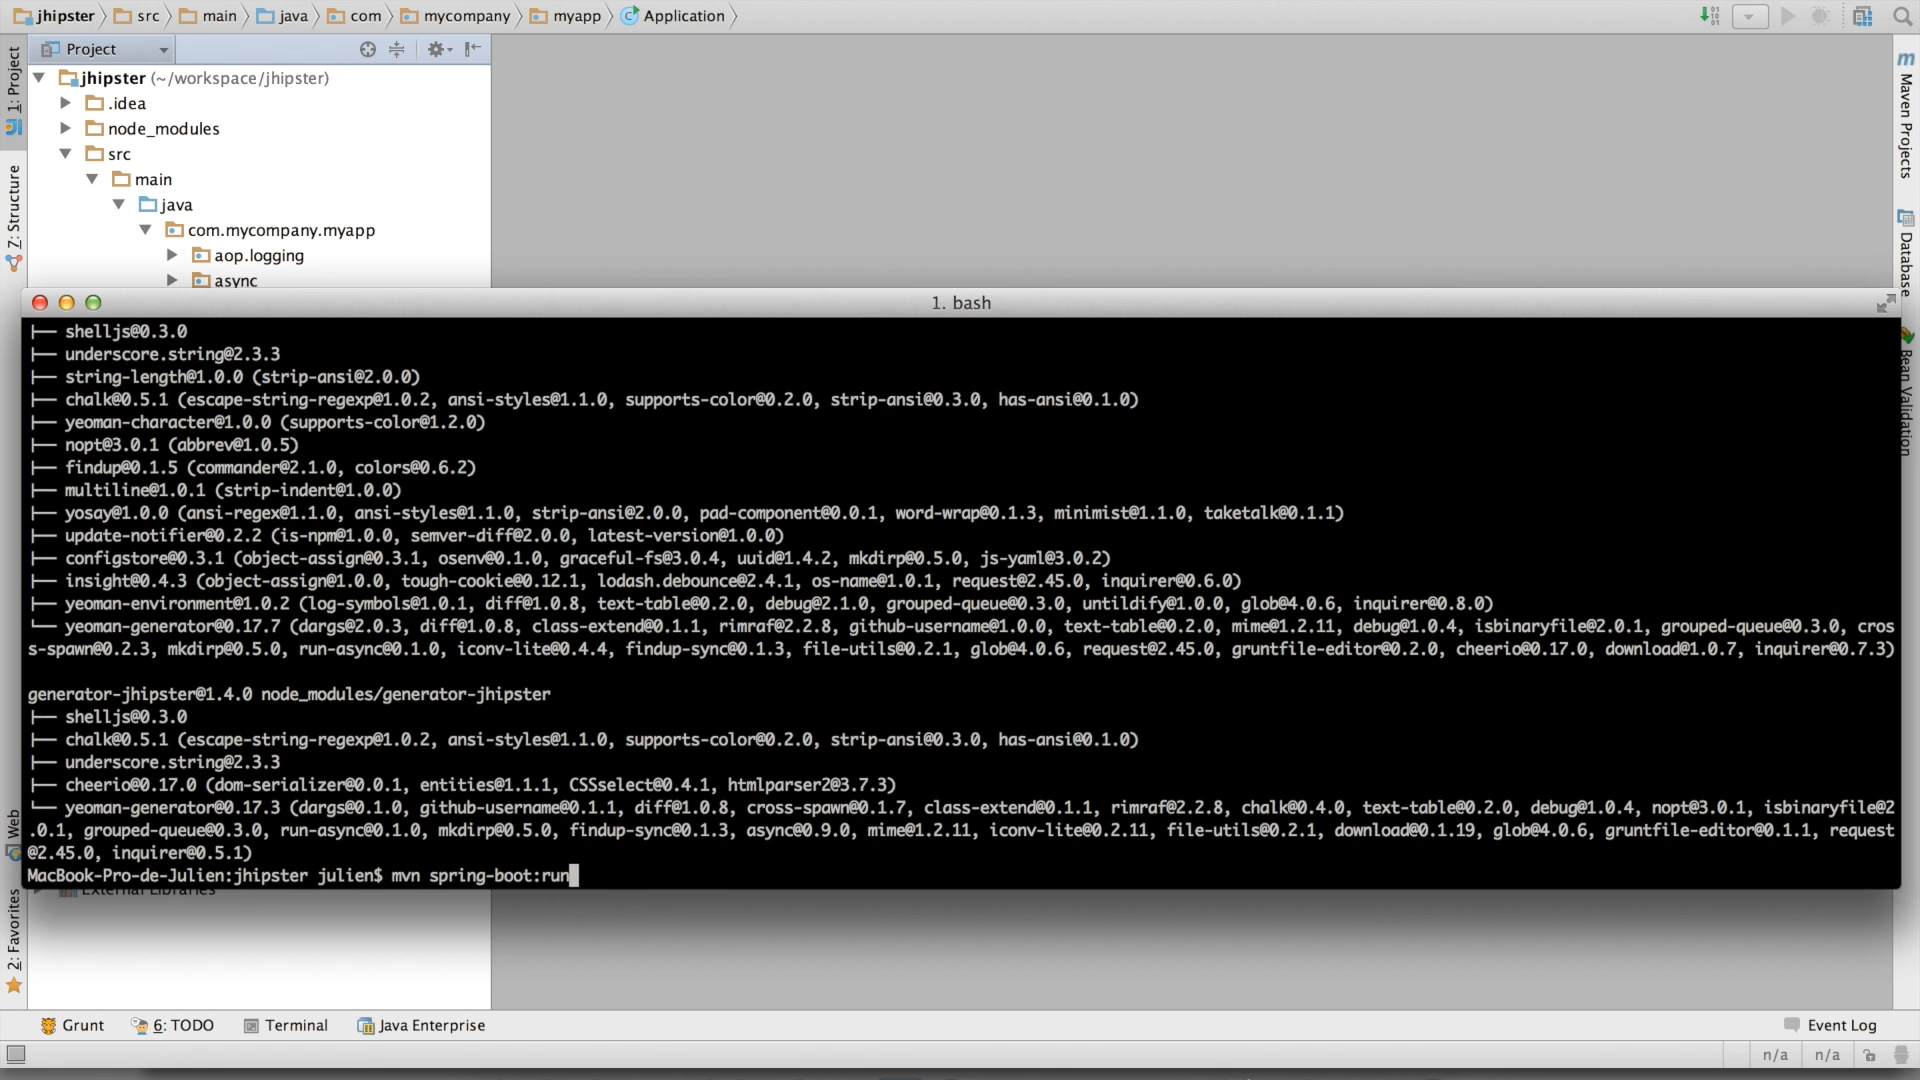 jhipster src main java com mycompany myapp Application
Project
jhipster (~/workspace/jhipster)
.idea
node_modules
src
main
java
com.mycompany.myapp
aop.logging
async
1: Project
7: Structure
Web
2: Favorites
Maven Projects
Database
Bean Validation
1. bash
├── shelljs@0.3.0
├── underscore.string@2.3.3
├── string-length@1.0.0 (strip-ansi@2.0.0)
├── chalk@0.5.1 (escape-string-regexp@1.0.2, ansi-styles@1.1.0, supports-color@0.2.0, strip-ansi@0.3.0, has-ansi@0.1.0)
├── yeoman-character@1.0.0 (supports-color@1.2.0)
├── nopt@3.0.1 (abbrev@1.0.5)
├── findup@0.1.5 (commander@2.1.0, colors@0.6.2)
├── multiline@1.0.1 (strip-indent@1.0.0)
├── yosay@1.0.0 (ansi-regex@1.1.0, ansi-styles@1.1.0, strip-ansi@2.0.0, pad-component@0.0.1, word-wrap@0.1.3, minimist@1.1.0, taketalk@0.1.1)
├── update-notifier@0.2.2 (is-npm@1.0.0, semver-diff@2.0.0, latest-version@1.0.0)
├── configstore@0.3.1 (object-assign@0.3.1, osenv@0.1.0, graceful-fs@3.0.4, uuid@1.4.2, mkdirp@0.5.0, js-yaml@3.0.2)
├── insight@0.4.3 (object-assign@1.0.0, tough-cookie@0.12.1, lodash.debounce@2.4.1, os-name@1.0.1, request@2.45.0, inquirer@0.6.0)
├── yeoman-environment@1.0.2 (log-symbols@1.0.1, diff@1.0.8, text-table@0.2.0, debug@2.1.0, grouped-queue@0.3.0, untildify@1.0.0, glob@4.0.6, inquirer@0.8.0)
└── yeoman-generator@0.17.7 (dargs@2.0.3, diff@1.0.8, class-extend@0.1.1, rimraf@2.2.8, github-username@1.0.0, text-table@0.2.0, mime@1.2.11, debug@1.0.4, isbinaryfile@2.0.1, grouped-queue@0.3.0, cros
s-spawn@0.2.3, mkdirp@0.5.0, run-async@0.1.0, iconv-lite@0.4.4, findup-sync@0.1.3, file-utils@0.2.1, glob@4.0.6, request@2.45.0, gruntfile-editor@0.2.0, cheerio@0.17.0, download@1.0.7, inquirer@0.7.3)
generator-jhipster@1.4.0 node_modules/generator-jhipster
├── shelljs@0.3.0
├── chalk@0.5.1 (escape-string-regexp@1.0.2, ansi-styles@1.1.0, supports-color@0.2.0, strip-ansi@0.3.0, has-ansi@0.1.0)
├── underscore.string@2.3.3
├── cheerio@0.17.0 (dom-serializer@0.0.1, entities@1.1.1, CSSselect@0.4.1, htmlparser2@3.7.3)
└── yeoman-generator@0.17.3 (dargs@0.1.0, github-username@0.1.1, diff@1.0.8, cross-spawn@0.1.7, class-extend@0.1.1, rimraf@2.2.8, chalk@0.4.0, text-table@0.2.0, debug@1.0.4, nopt@3.0.1, isbinaryfile@2
.0.1, grouped-queue@0.3.0, run-async@0.1.0, mkdirp@0.5.0, findup-sync@0.1.3, async@0.9.0, mime@1.2.11, iconv-lite@0.2.11, file-utils@0.2.1, download@0.1.19, glob@4.0.6, gruntfile-editor@0.1.1, request
@2.45.0, inquirer@0.5.1)
MacBook-Pro-de-Julien:jhipster julien$ mvn spring-boot:run
External Libraries
Grunt 6: TODO Terminal Java Enterprise Event Log
n/a n/a